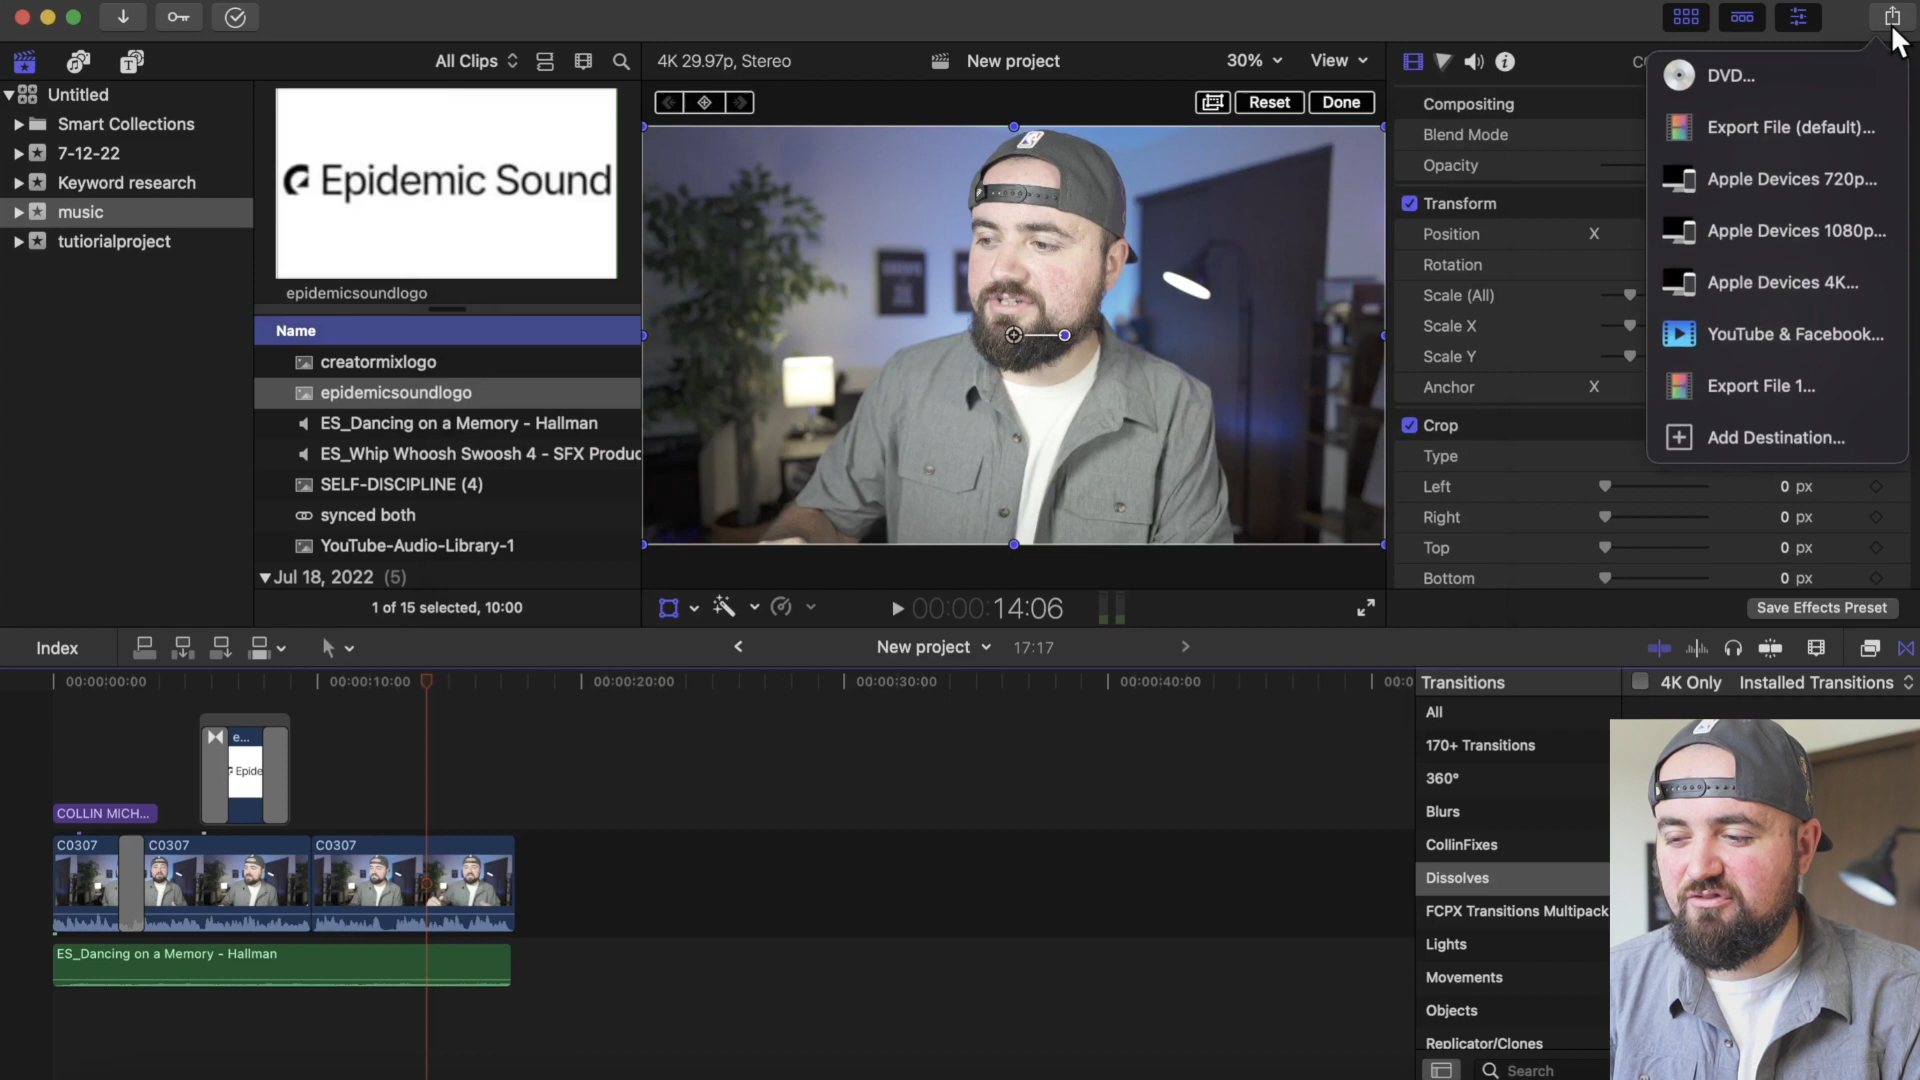 All Clips
4K 29.97p, Stereo
New project
30%
View
DVD...
Export File (default)...
Apple Devices 720p...
Apple Devices 1080p...
Apple Devices 4K...
YouTube & Facebook...
Export File 1...
Add Destination...
Untitled
Smart Collections
7-12-22
Keyword research
music
tutiorialproject
Epidemic Sound
epidemicsoundlogo
Name
creatormixlogo
epidemicsoundlogo
ES_Dancing on a Memory - Hallman
ES_Whip Whoosh Swoosh 4 - SFX Produc
SELF-DISCIPLINE (4)
synced both
YouTube-Audio-Library-1
Jul 18, 2022 (5)
1 of 15 selected, 10:00
Reset
Done
00:00:14:06
Compositing
Blend Mode
Opacity
Transform
Position X
Rotation
Scale (All)
Scale X
Scale Y
Anchor X
Crop
Type
Left 0 px
Right 0 px
Top 0 px
Bottom 0 px
Save Effects Preset
Index
New project
17:17
00:00:00:00
00:00:10:00
00:00:20:00
00:00:30:00
00:00:40:00
00:0
e...
Epide
COLLIN MICH...
C0307
C0307
C0307
ES_Dancing on a Memory - Hallman
Transitions
4K Only
Installed Transitions
All
170+ Transitions
360°
Blurs
CollinFixes
Dissolves
FCPX Transitions Multipack
Lights
Movements
Objects
Replicator/Clones
Search